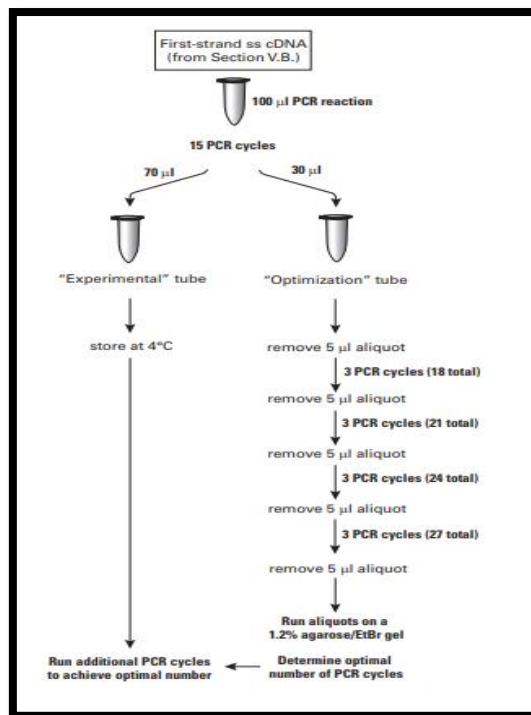 First-strand ss cDNA
(from Section V.B.)
100 µl PCR reaction
15 PCR cycles
70 µl
30 µl
"Experimental" tube
"Optimization" tube
store at 4°C
remove 5 µl aliquot
3 PCR cycles (18 total)
remove 5 µl aliquot
3 PCR cycles (21 total)
remove 5 µl aliquot
3 PCR cycles (24 total)
remove 5 µl aliquot
3 PCR cycles (27 total)
remove 5 µl aliquot
Run aliquots on a
1.2% agarose/EtBr gel
Determine optimal
number of PCR cycles
Run additional PCR cycles
to achieve optimal number